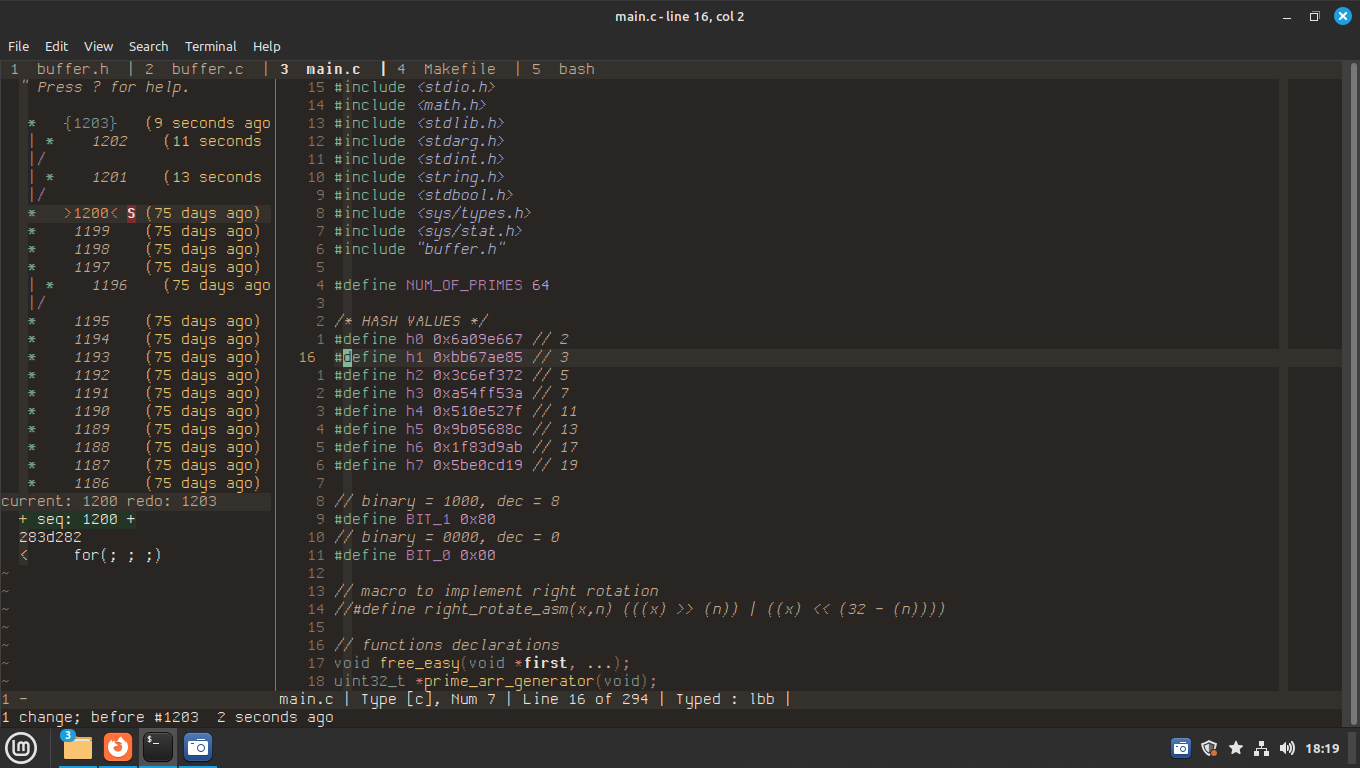 main.c - line 16, col 2
File Edit View Search Terminal Help
1 buffer.h | 2 buffer.c | 3 main.c | 4 Makefile | 5 bash
" Press ? for help.
* {1203} (9 seconds ago
| * 1202 (11 seconds
|/
| * 1201 (13 seconds
|/
* >1200< S (75 days ago)
* 1199 (75 days ago)
* 1198 (75 days ago)
* 1197 (75 days ago)
| * 1196 (75 days ago
|/
* 1195 (75 days ago)
* 1194 (75 days ago)
* 1193 (75 days ago)
* 1192 (75 days ago)
* 1191 (75 days ago)
* 1190 (75 days ago)
* 1189 (75 days ago)
* 1188 (75 days ago)
* 1187 (75 days ago)
* 1186 (75 days ago)
current: 1200 redo: 1203
+ seq: 1200 +
283d282
< for(; ; ;)
~
~
~
~
~
~
~
15 #include <stdio.h>
14 #include <math.h>
13 #include <stdlib.h>
12 #include <stdarg.h>
11 #include <stdint.h>
10 #include <string.h>
9 #include <stdbool.h>
8 #include <sys/types.h>
7 #include <sys/stat.h>
6 #include "buffer.h"
5
4 #define NUM_OF_PRIMES 64
3
2 /* HASH VALUES */
1 #define h0 0x6a09e667 // 2
16 #define h1 0xbb67ae85 // 3
1 #define h2 0x3c6ef372 // 5
2 #define h3 0xa54ff53a // 7
3 #define h4 0x510e527f // 11
4 #define h5 0x9b05688c // 13
5 #define h6 0x1f83d9ab // 17
6 #define h7 0x5be0cd19 // 19
7
8 // binary = 1000, dec = 8
9 #define BIT_1 0x80
10 // binary = 0000, dec = 0
11 #define BIT_0 0x00
12
13 // macro to implement right rotation
14 //#define right_rotate_asm(x,n) (((x) >> (n)) | ((x) << (32 - (n))))
15
16 // functions declarations
17 void free_easy(void *first, ...);
18 uint32_t *prime_arr_generator(void);
1 - main.c | Type [c], Num 7 | Line 16 of 294 | Typed : lbb |
1 change; before #1203 2 seconds ago
3
18:19